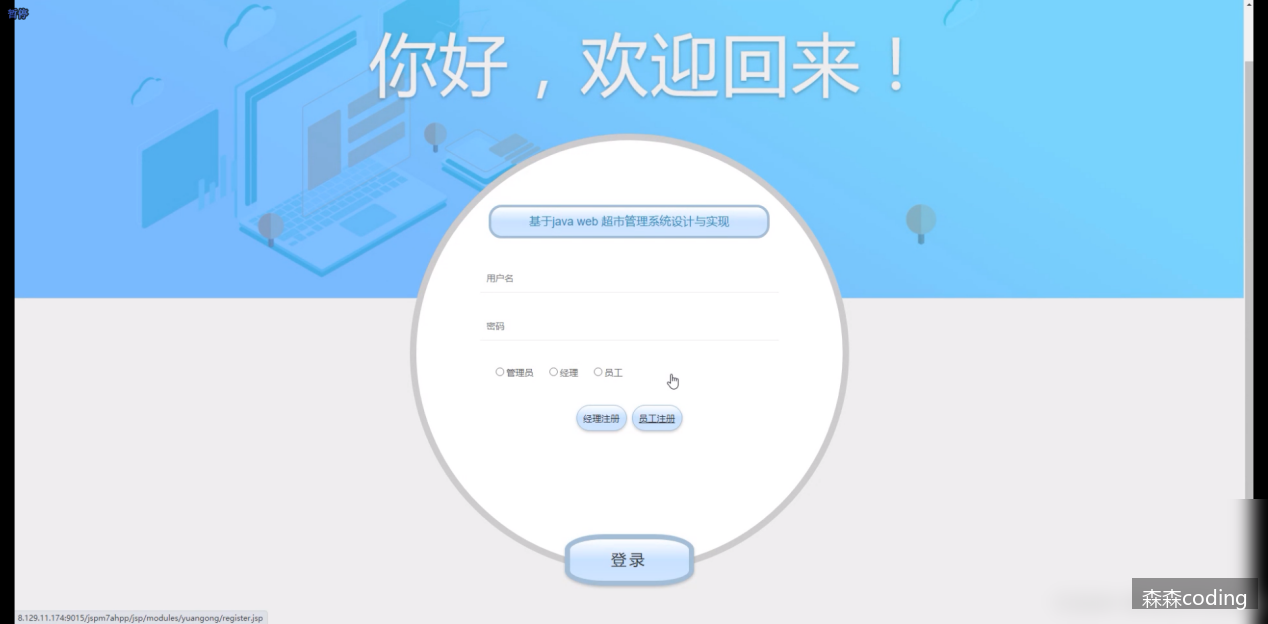 暂停
你好，欢迎回来！
基于java web 超市管理系统设计与实现
用户名
密码
管理员 经理 员工
经理注册 员工注册
登录
森森coding
8.129.11.174:9015/jspm7ahpp/jsp/modules/yuangong/register.jsp